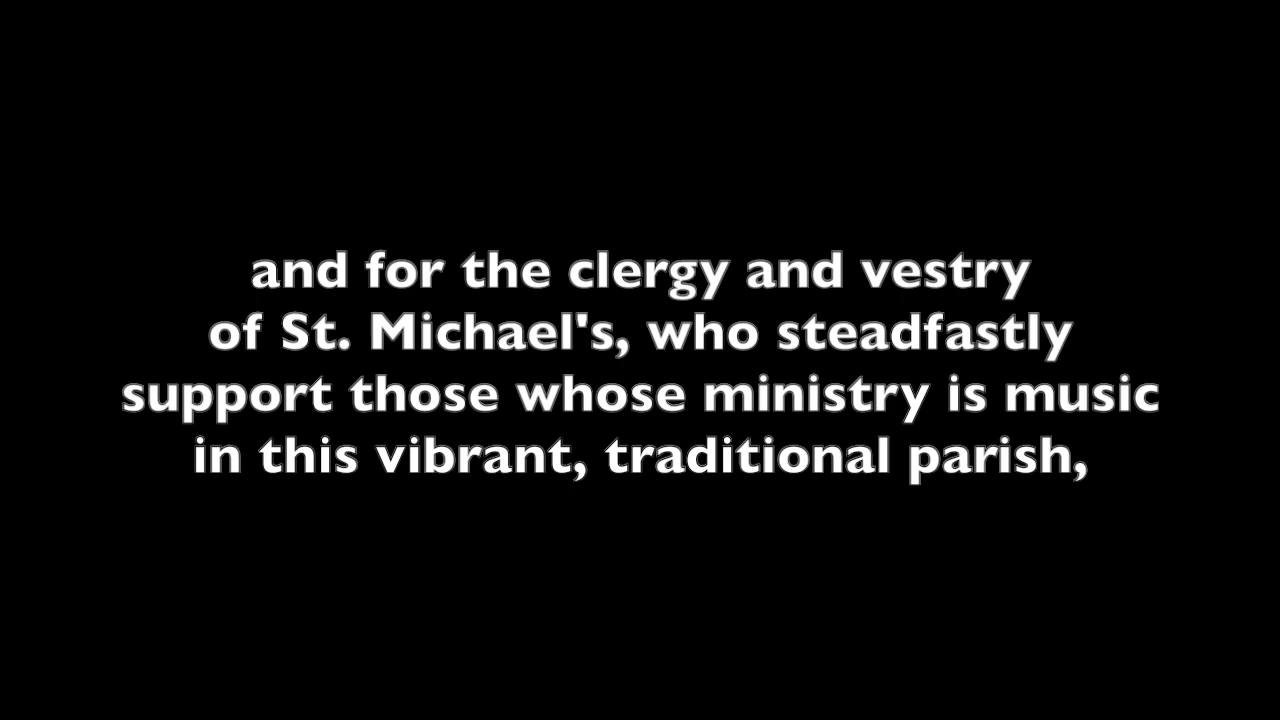 and for the clergy and vestry
of St. Michael's, who steadfastly
support those whose ministry is music
in this vibrant, traditional parish,